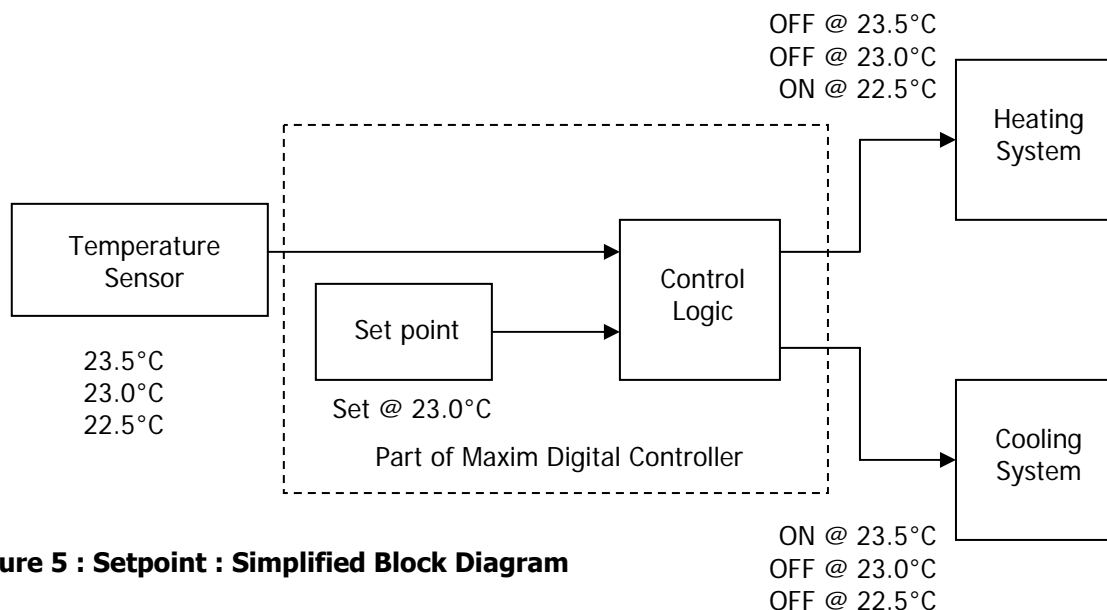 OFF @ 23.5°C
OFF @ 23.0°C
ON @ 22.5°C
Heating
System
Temperature
Sensor
Control
Logic
Set point
23.5°C
23.0°C
22.5°C
Set @ 23.0°C
Part of Maxim Digital Controller
Cooling
System
ure 5 : Setpoint : Simplified Block Diagram
ON @ 23.5°C
OFF @ 23.0°C
OFF @ 22.5°C